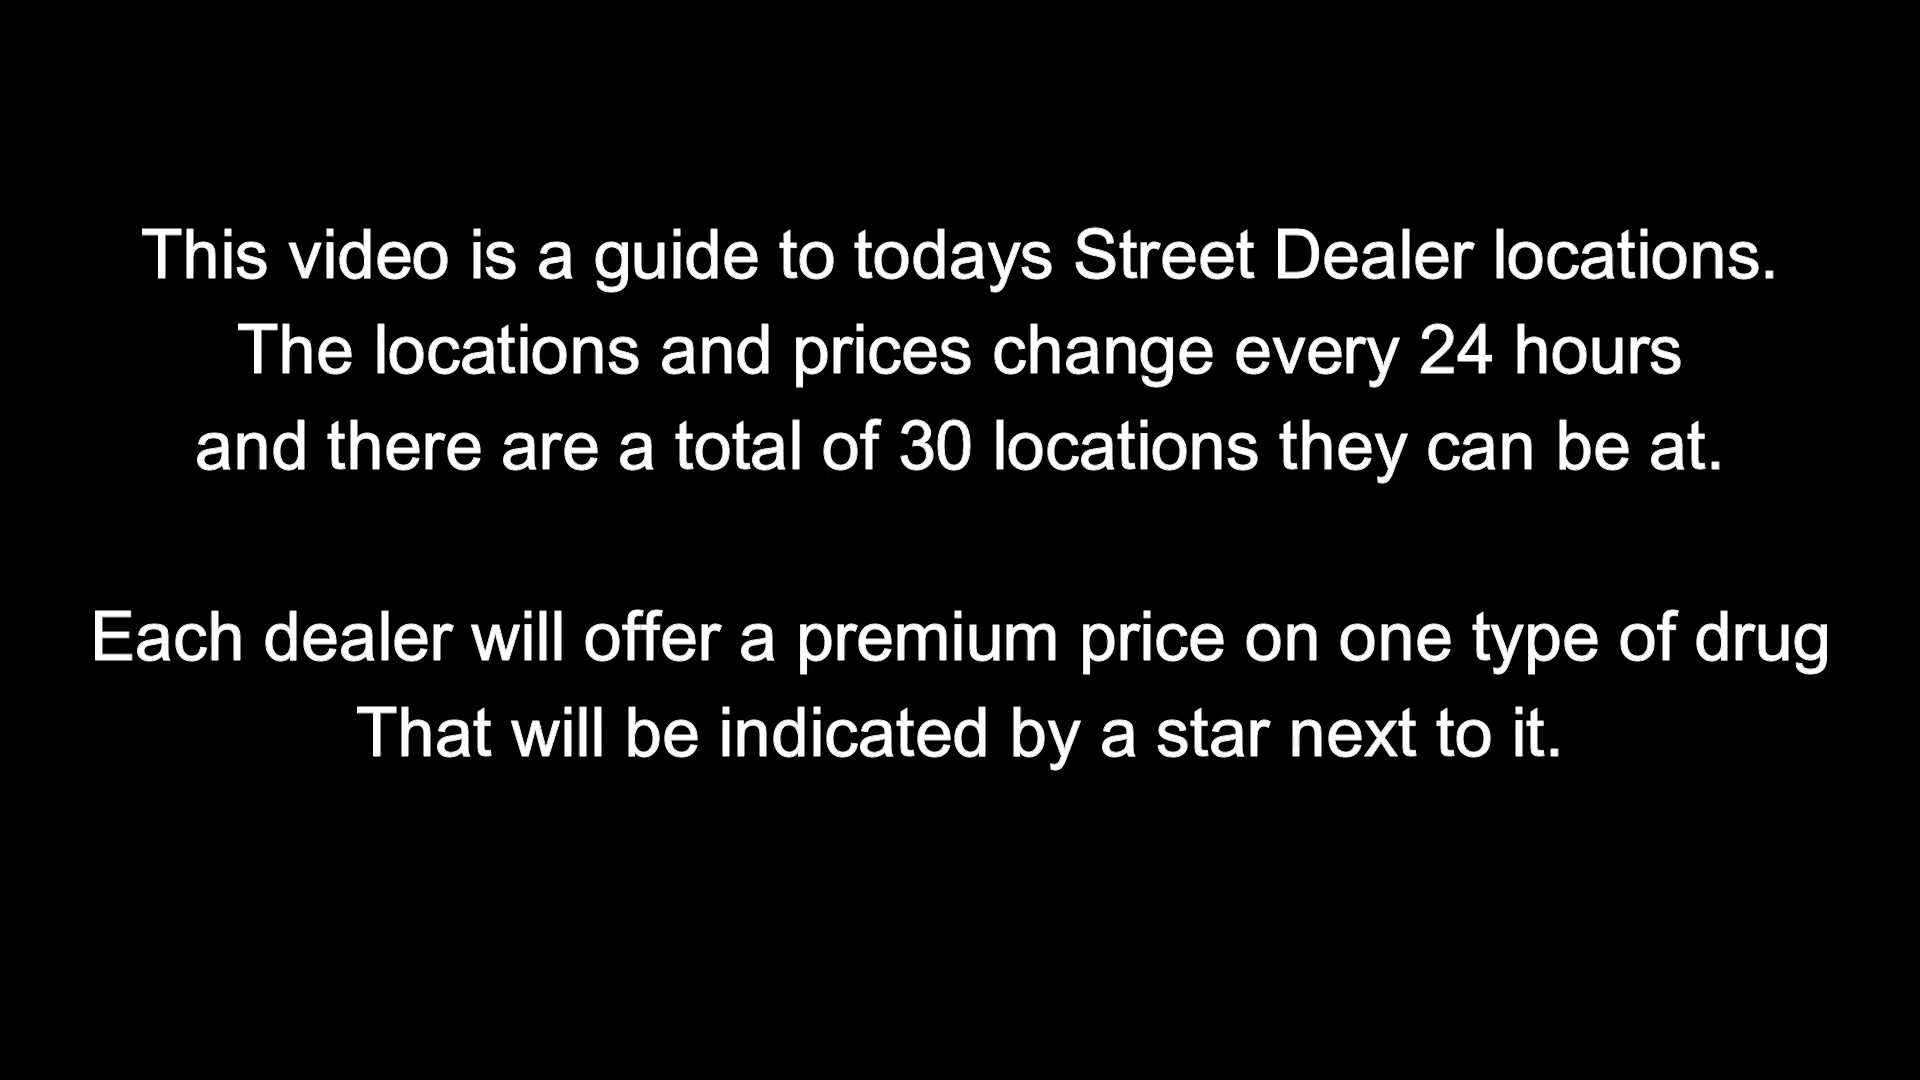 This video is a guide to todays Street Dealer locations.
The locations and prices change every 24 hours
and there are a total of 30 locations they can be at.
Each dealer will offer a premium price on one type of drug
That will be indicated by a star next to it.